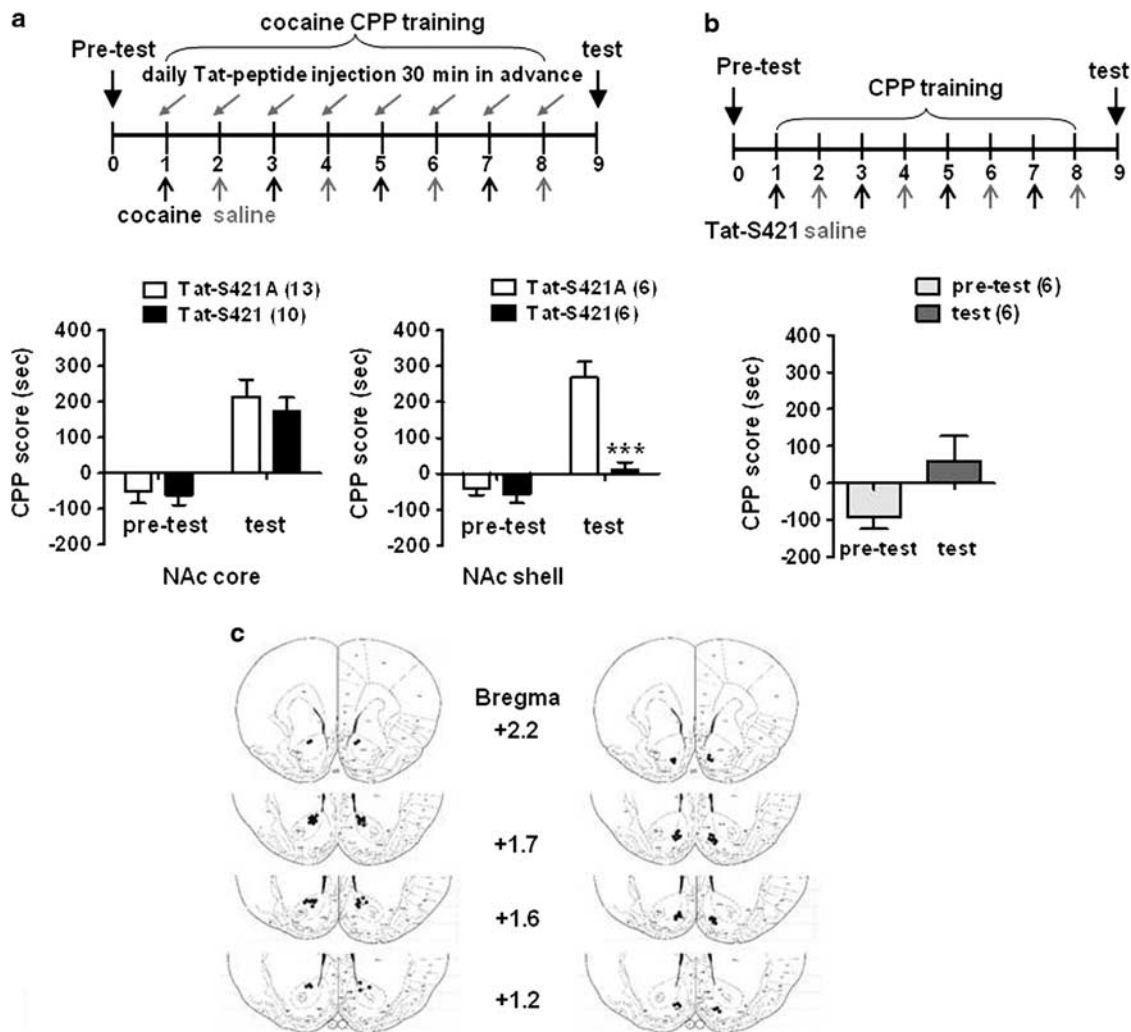 a
cocaine CPP training
Pre-test
test
daily Tat-peptide injection 30 min in advance
0 1 2 3 4 5 6 7 8 9
cocaine saline
b
Pre-test
test
CPP training
0 1 2 3 4 5 6 7 8 9
Tat-S421 saline
Tat-S421A (13)
Tat-S421 (10)
CPP score (sec)
400
300
200
100
0
-100
-200
pre-test
test
NAc core
Tat-S421A (6)
Tat-S421(6)
CPP score (sec)
400
300
200
100
0
-100
-200
***
pre-test
test
NAc shell
pre-test (6)
test (6)
CPP score (sec)
400
300
200
100
0
-100
-200
pre-test
test
c
Bregma
+2.2
+1.7
+1.6
+1.2